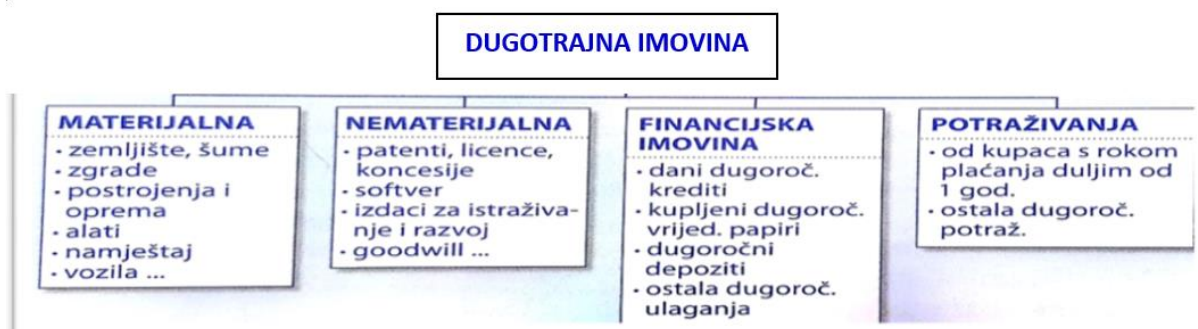 DUGOTRAJNA IMOVINA
MATERIJALNA
· zemljište, šume
· zgrade
· postrojenja i
oprema
· alati
· namještaj
· vozila ...
NEMATERIJALNA
· patenti, licence,
koncesije
· softver
· izdaci za istraživa-
nje i razvoj
· goodwill ...
FINANCIJSKA
IMOVINA
· dani dugoroč.
krediti
· kupljeni dugoroč.
vrijed. papiri
· dugoročni
depoziti
· ostala dugoroč.
ulaganja
POTRAŽIVANJA
· od kupaca s rokom
plaćanja duljim od
1 god.
· ostala dugoroč.
potraž.